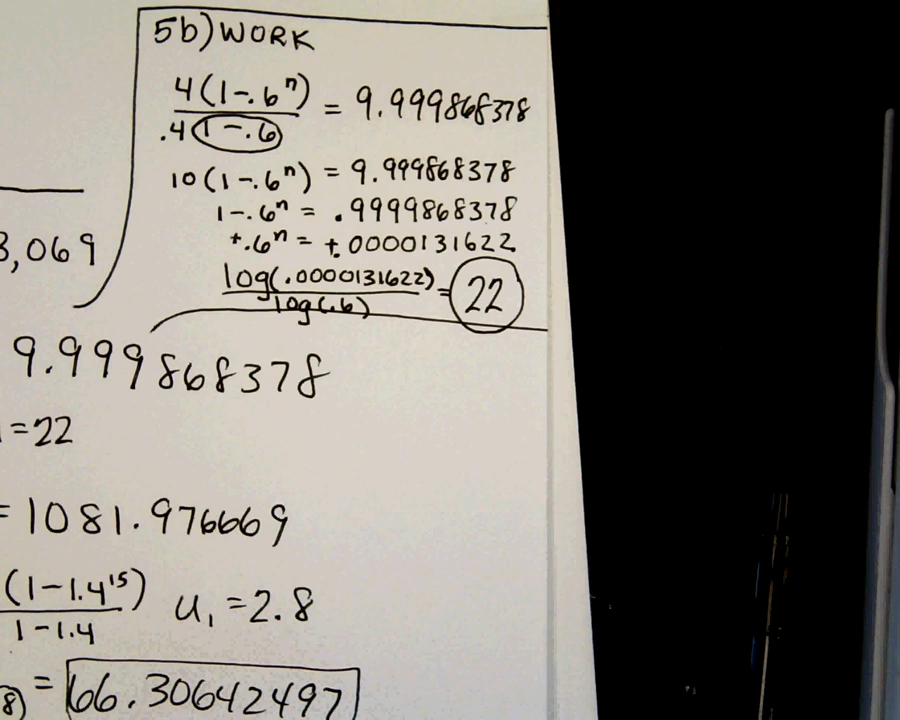 5b) WORK
4(1-.6ⁿ) = 9.999868378
.4 (1-.6)
10(1-.6ⁿ) = 9.999868378
1-.6ⁿ = .9999868378
+.6ⁿ = +.0000131622
log(.0000131622) = 22
log(.6)
3,069
9.999868378
=22
= 1081.976669
(1-1.4¹⁵) u₁ = 2.8
1-1.4
8) = 66.30642497